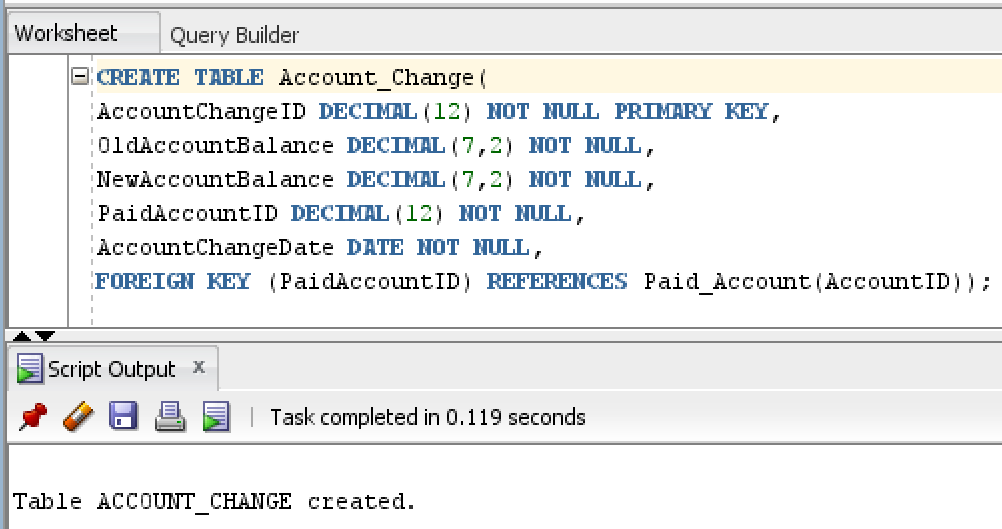 Worksheet Query Builder
CREATE TABLE Account_Change(
AccountChangeID DECIMAL(12) NOT NULL PRIMARY KEY,
OldAccountBalance DECIMAL(7,2) NOT NULL,
NewAccountBalance DECIMAL(7,2) NOT NULL,
PaidAccountID DECIMAL(12) NOT NULL,
AccountChangeDate DATE NOT NULL,
FOREIGN KEY (PaidAccountID) REFERENCES Paid_Account(AccountID));
Script Output x
Task completed in 0.119 seconds
Table ACCOUNT_CHANGE created.